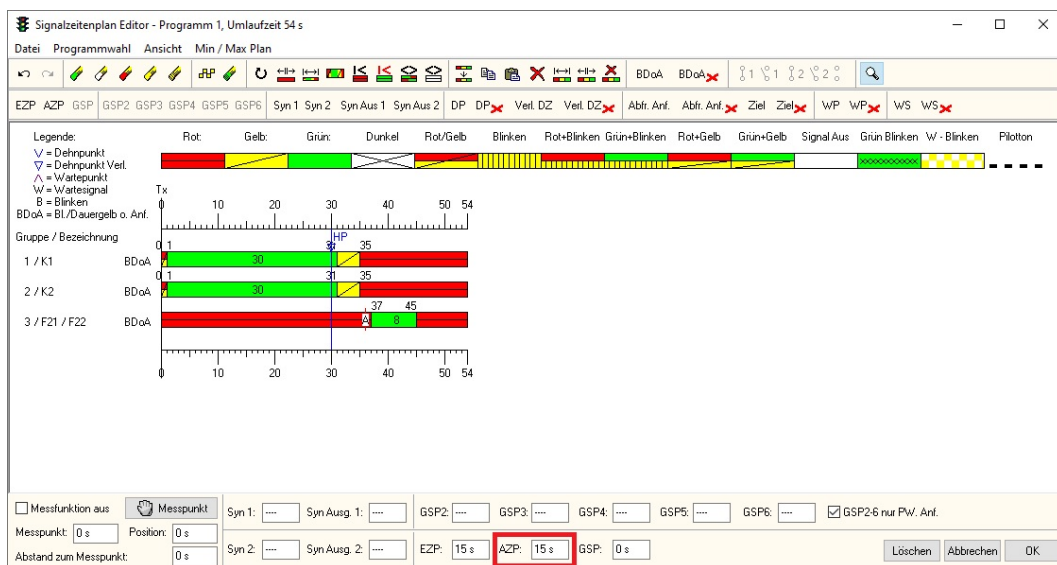 Signalzeitenplan Editor - Programm 1, Umlaufzeit 54 s
Datei Programmwahl Ansicht Min / Max Plan
BDoA BDoA 1 1 2 2
EZP AZP GSP GSP2 GSP3 GSP4 GSP5 GSP6 Syn 1 Syn 2 Syn Aus 1 Syn Aus 2 DP DP Verl. DZ Verl. DZ Abfr. Anf. Abfr. Anf. Ziel Ziel WP WP WS WS
Legende: Rot: Gelb: Grün: Dunkel Rot/Gelb Blinken Rot+Blinken Grün+Blinken Rot+Gelb Grün+Gelb Signal Aus Grün Blinken W - Blinken Pilotton
V = Dehnpunkt
∇ = Dehnpunkt Verl.
Λ = Wartepunkt
W = Wartesignal
B = Blinken
BDoA = Bl./Dauergelb o. Anf.
Tx
0 10 20 30 40 50 54
Gruppe / Bezeichnung
HP
0 1 35
1 / K1 BDoA 30
0 1 31 35
2 / K2 BDoA 30
37 45
3 / F21 / F22 BDoA A 8
0 10 20 30 40 50 54
Messfunktion aus Messpunkt Syn 1: ---- Syn Ausg. 1: ---- GSP2: ---- GSP3: ---- GSP4: ---- GSP5: ---- GSP6: ---- GSP2-6 nur PW. Anf.
Messpunkt: 0 s Position: 0 s
Abstand zum Messpunkt: 0 s Syn 2: ---- Syn Ausg. 2: ---- EZP: 15 s AZP: 15 s GSP: 0 s Löschen Abbrechen OK